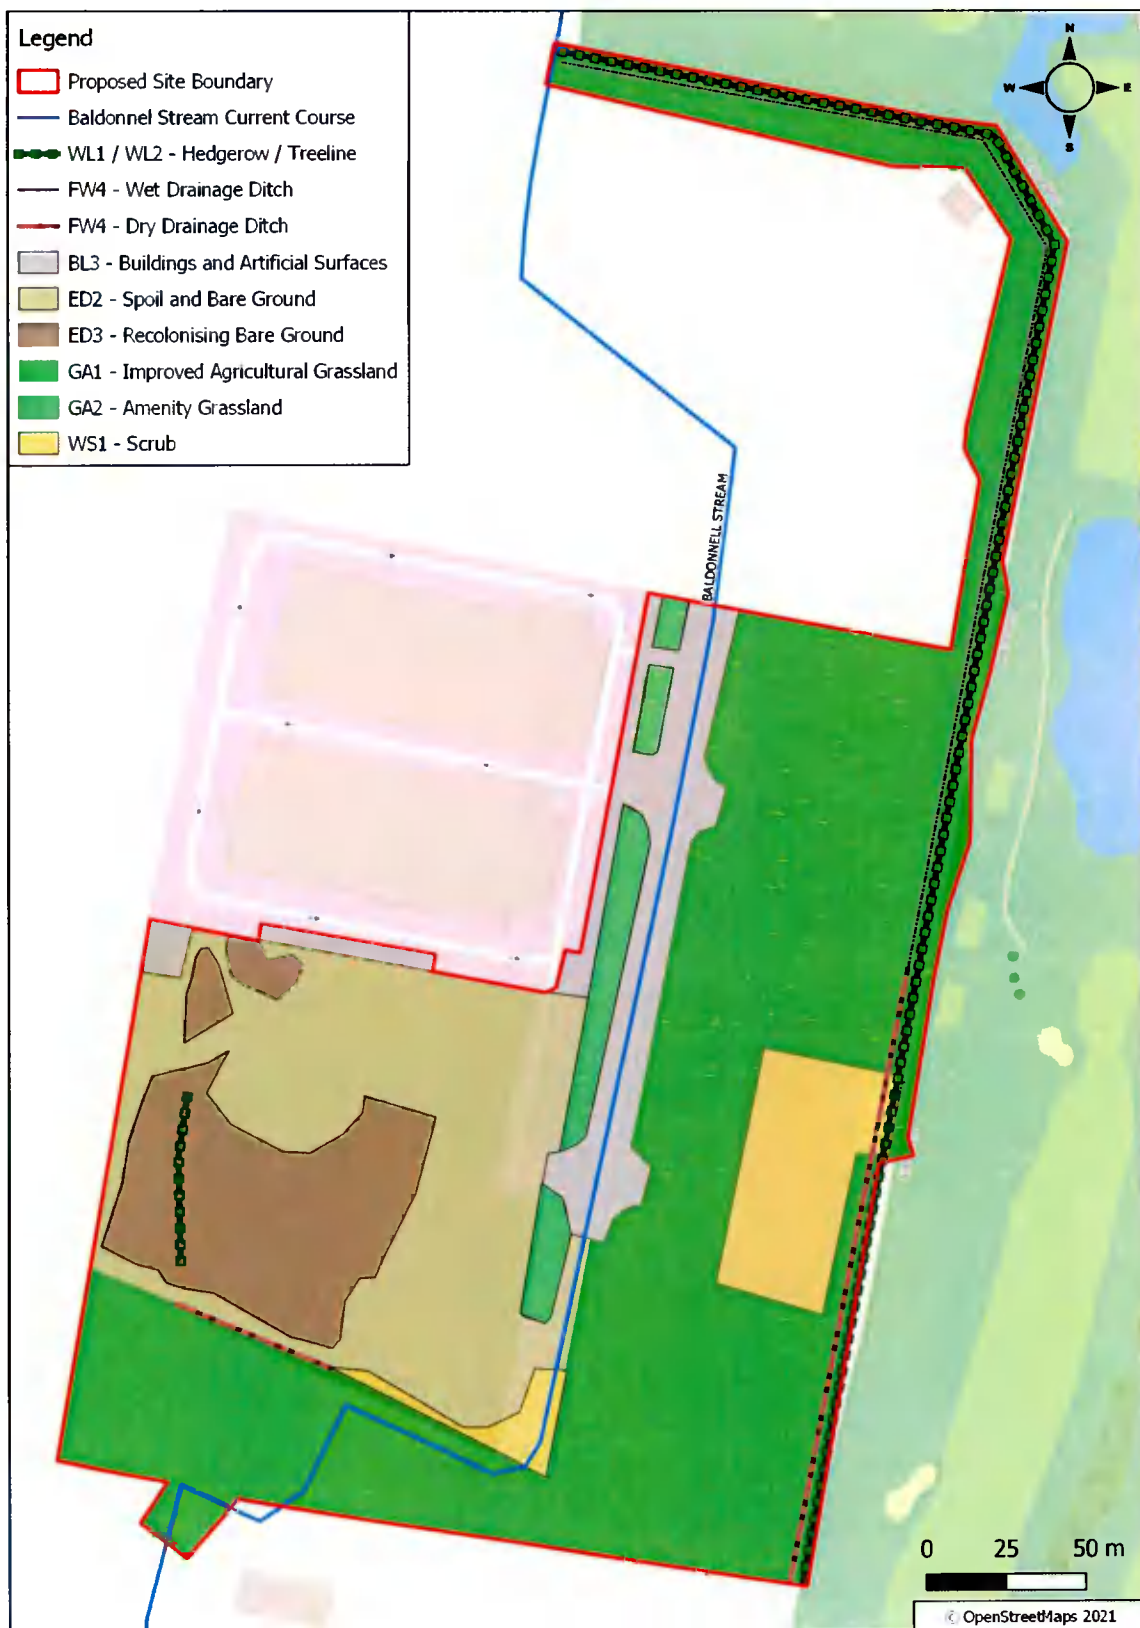 Legend
Proposed Site Boundary
Baldonnel Stream Current Course
WL1 / WL2 - Hedgerow / Treeline
FW4 - Wet Drainage Ditch
FW4 - Dry Drainage Ditch
BL3 - Buildings and Artificial Surfaces
ED2 - Spoil and Bare Ground
ED3 - Recolonising Bare Ground
GA1 - Improved Agricultural Grassland
GA2 - Amenity Grassland
WS1 - Scrub
N
W E
S
BALDONNELL STREAM
0 25 50 m
© OpenStreetMaps 2021